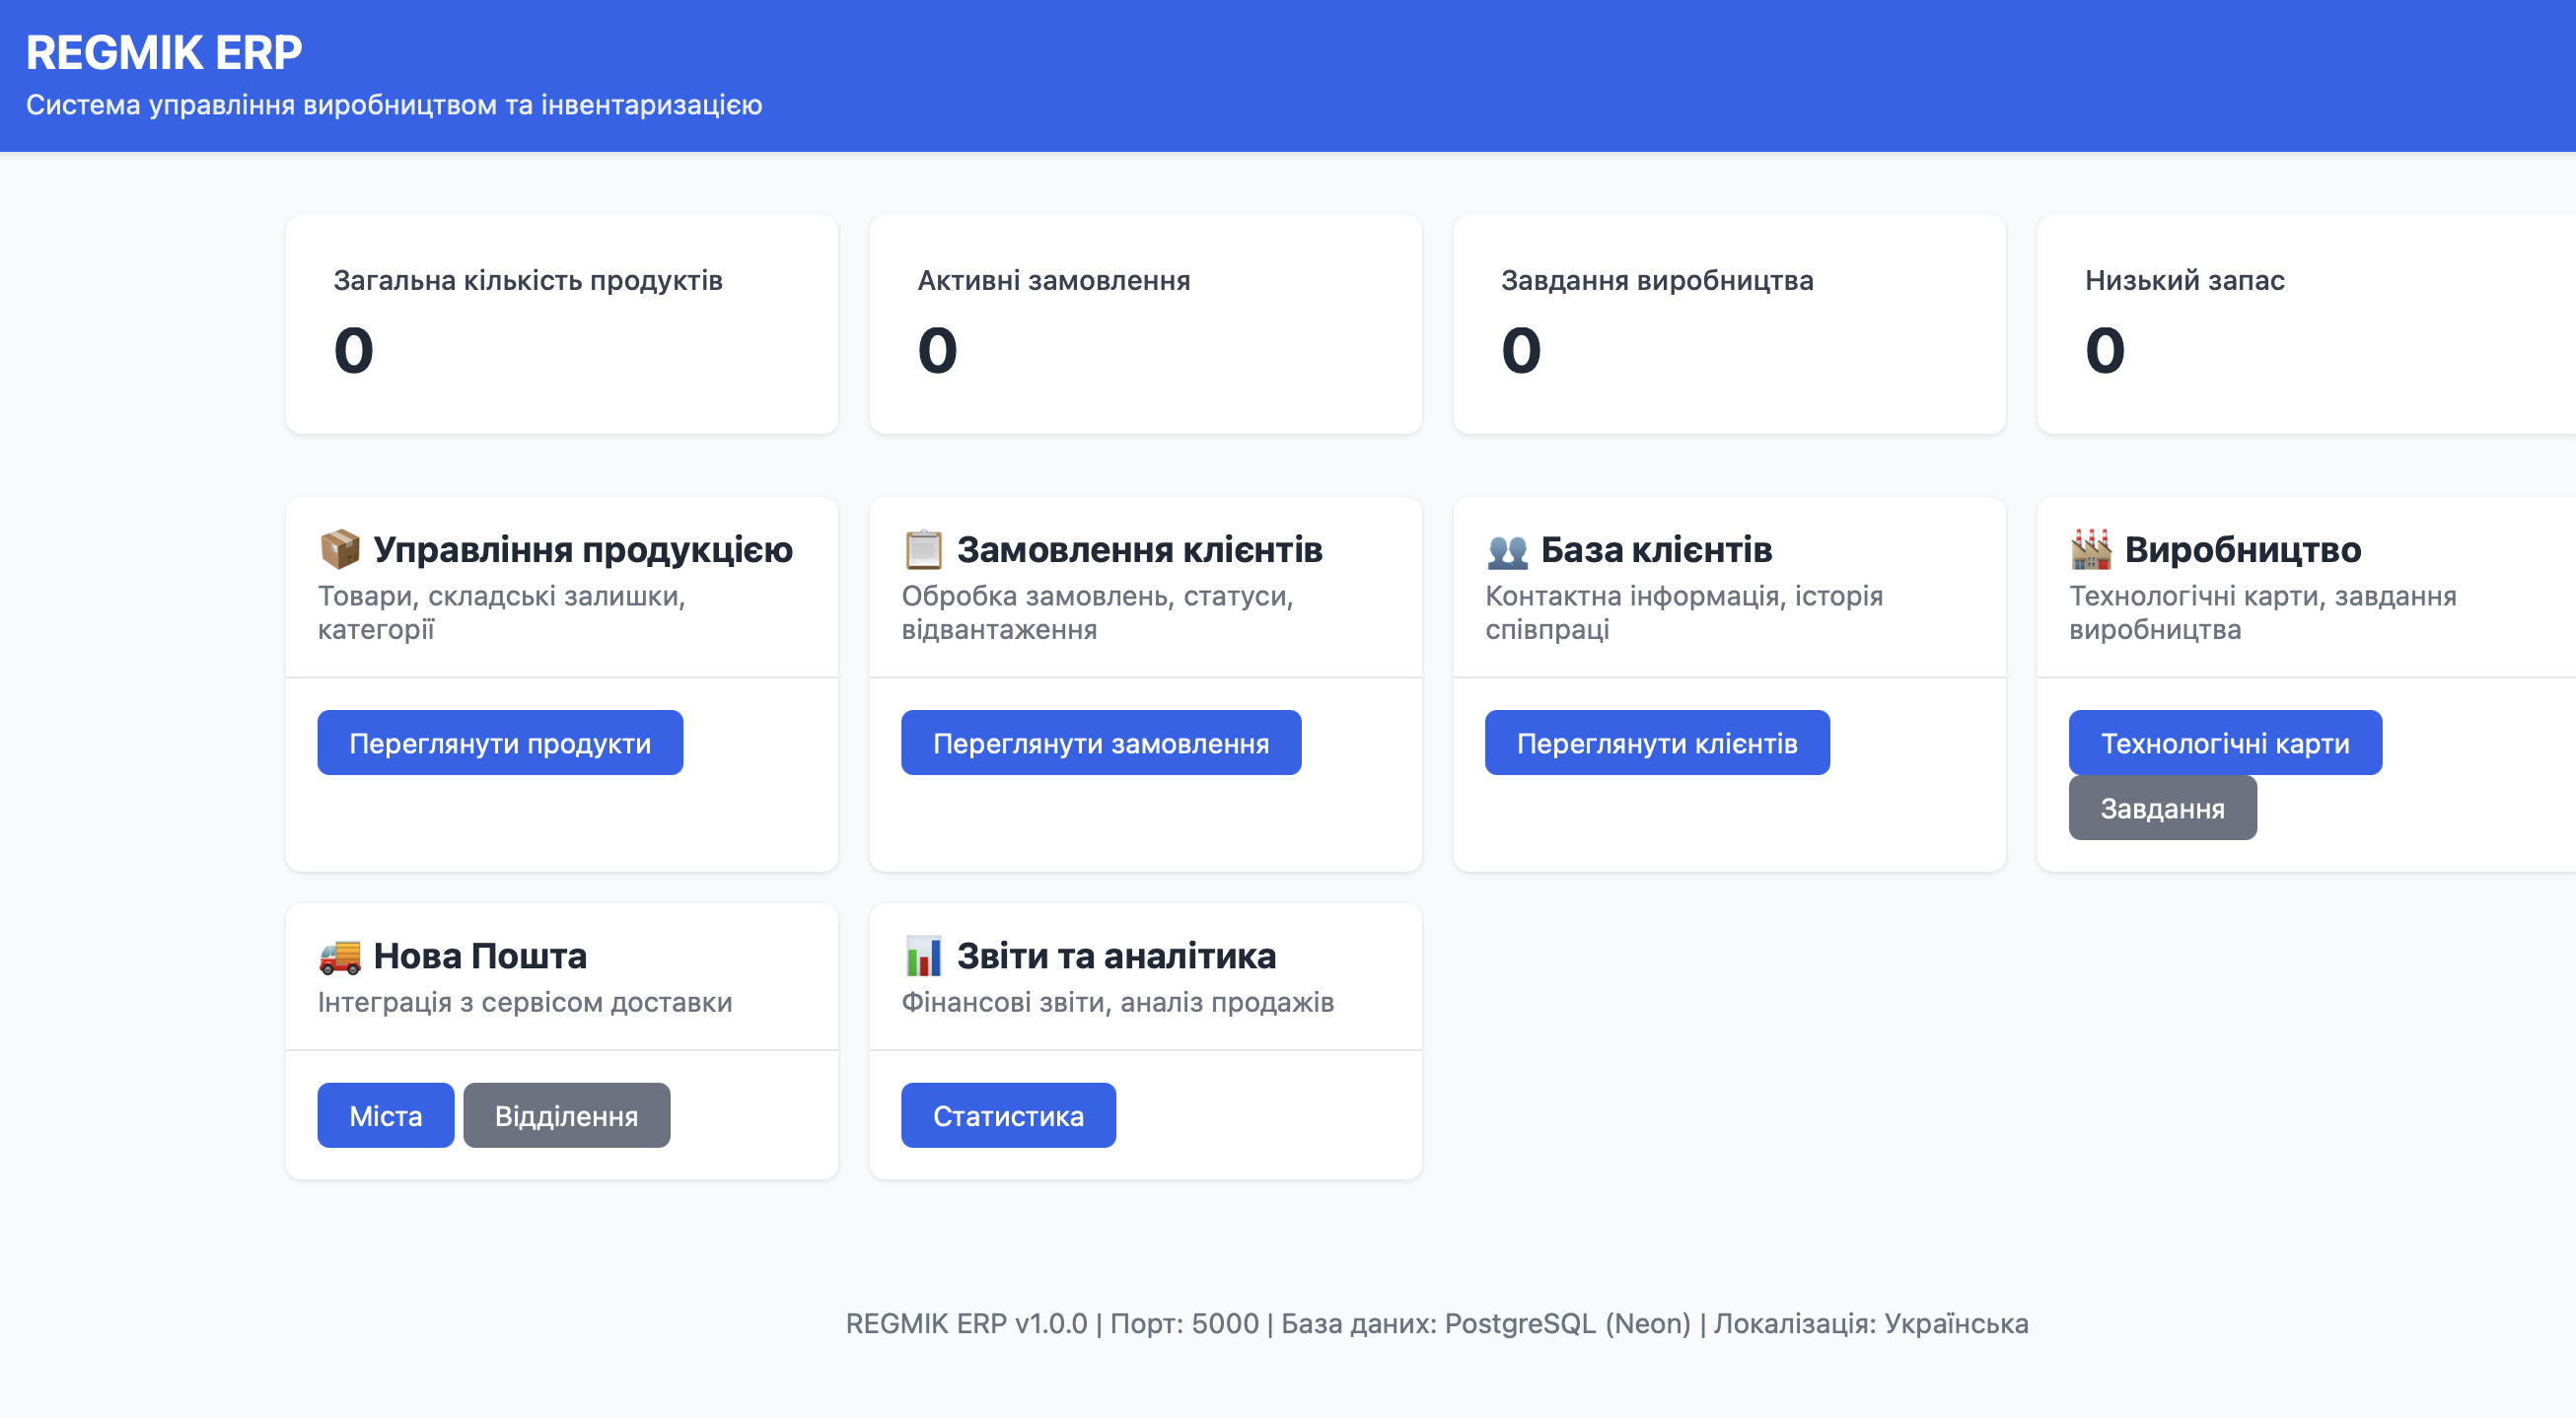 REGMIK ERP
Система управління виробництвом та інвентаризацією
Загальна кількість продуктів
0
Активні замовлення
0
Завдання виробництва
0
Низький запас
0
Управління продукцією
Товари, складські залишки,
категорії
Переглянути продукти
Замовлення клієнтів
Обробка замовлень, статуси,
відвантаження
Переглянути замовлення
База клієнтів
Контактна інформація, історія
співпраці
Переглянути клієнтів
Виробництво
Технологічні карти, завдання
виробництва
Технологічні карти
Завдання
Нова Пошта
Інтеграція з сервісом доставки
Міста
Відділення
Звіти та аналітика
Фінансові звіти, аналіз продажів
Статистика
REGMIK ERP v1.0.0 | Порт: 5000 | База даних: PostgreSQL (Neon) | Локалізація: Українська